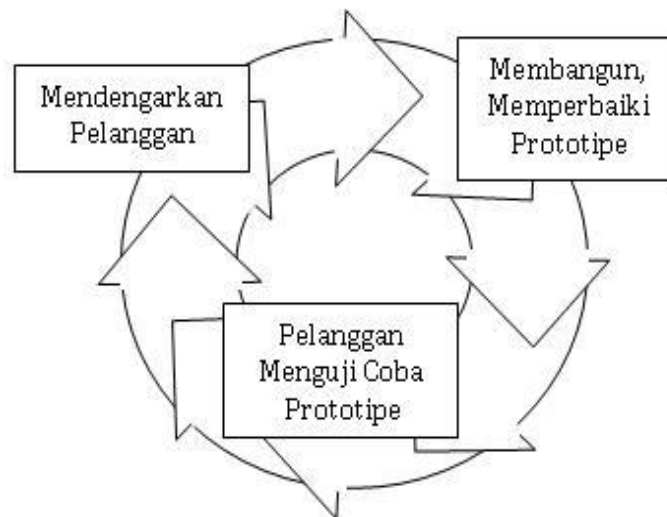 Mendengarkan
Pelanggan
Membangun,
Memperbaiki
Prototipe
Pelanggan
Menguji Coba
Prototipe